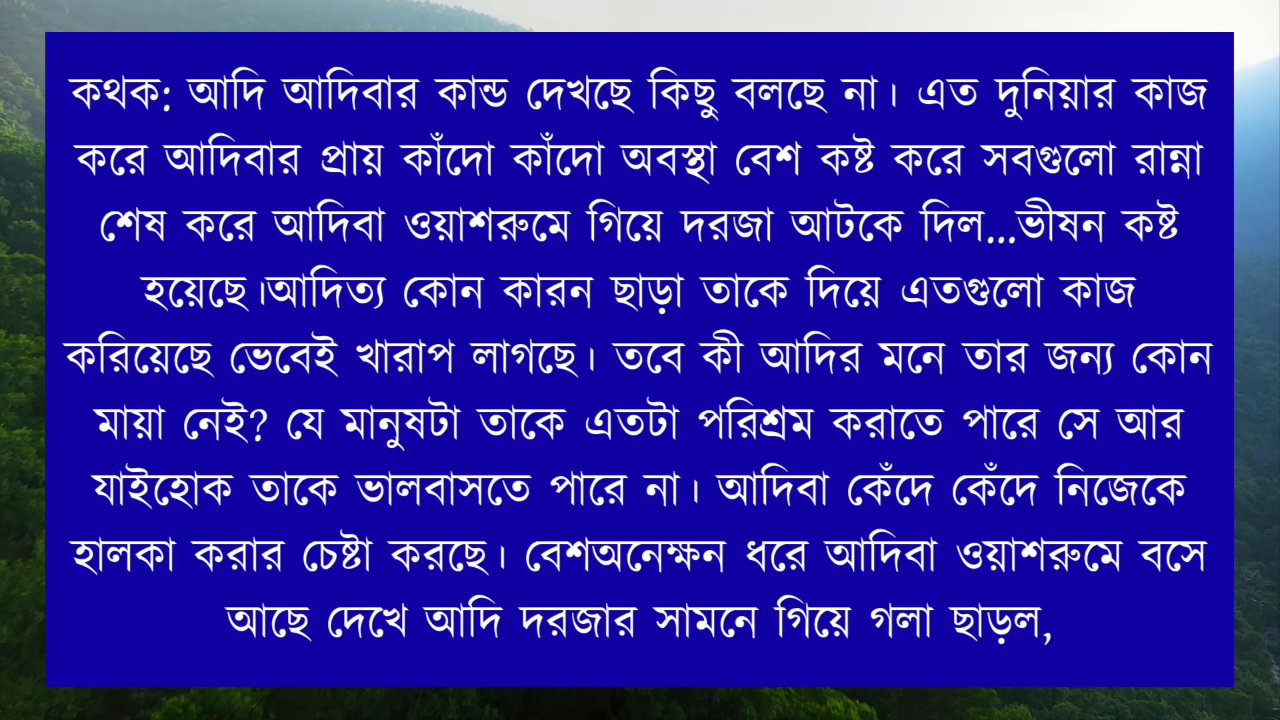 কথক: আদি আদিবার কান্ড দেখছে কিছু বলছে না। এত দুনিয়ার কাজ
করে আদিবার প্রায় কাঁদো কাঁদো অবস্থা বেশ কষ্ট করে সবগুলো রান্না
শেষ করে আদিবা ওয়াশরুমে গিয়ে দরজা আটকে দিল...ভীষন কষ্ট
হয়েছে।আদিত্য কোন কারন ছাড়া তাকে দিয়ে এতগুলো কাজ
করিয়েছে ভেবেই খারাপ লাগছে। তবে কী আদির মনে তার জন্য কোন
মায়া নেই? যে মানুষটা তাকে এতটা পরিশ্রম করাতে পারে সে আর
যাইহোক তাকে ভালবাসতে পারে না। আদিবা কেঁদে কেঁদে নিজেকে
হালকা করার চেষ্টা করছে। বেশঅনেক্ষন ধরে আদিবা ওয়াশরুমে বসে
আছে দেখে আদি দরজার সামনে গিয়ে গলা ছাড়ল,